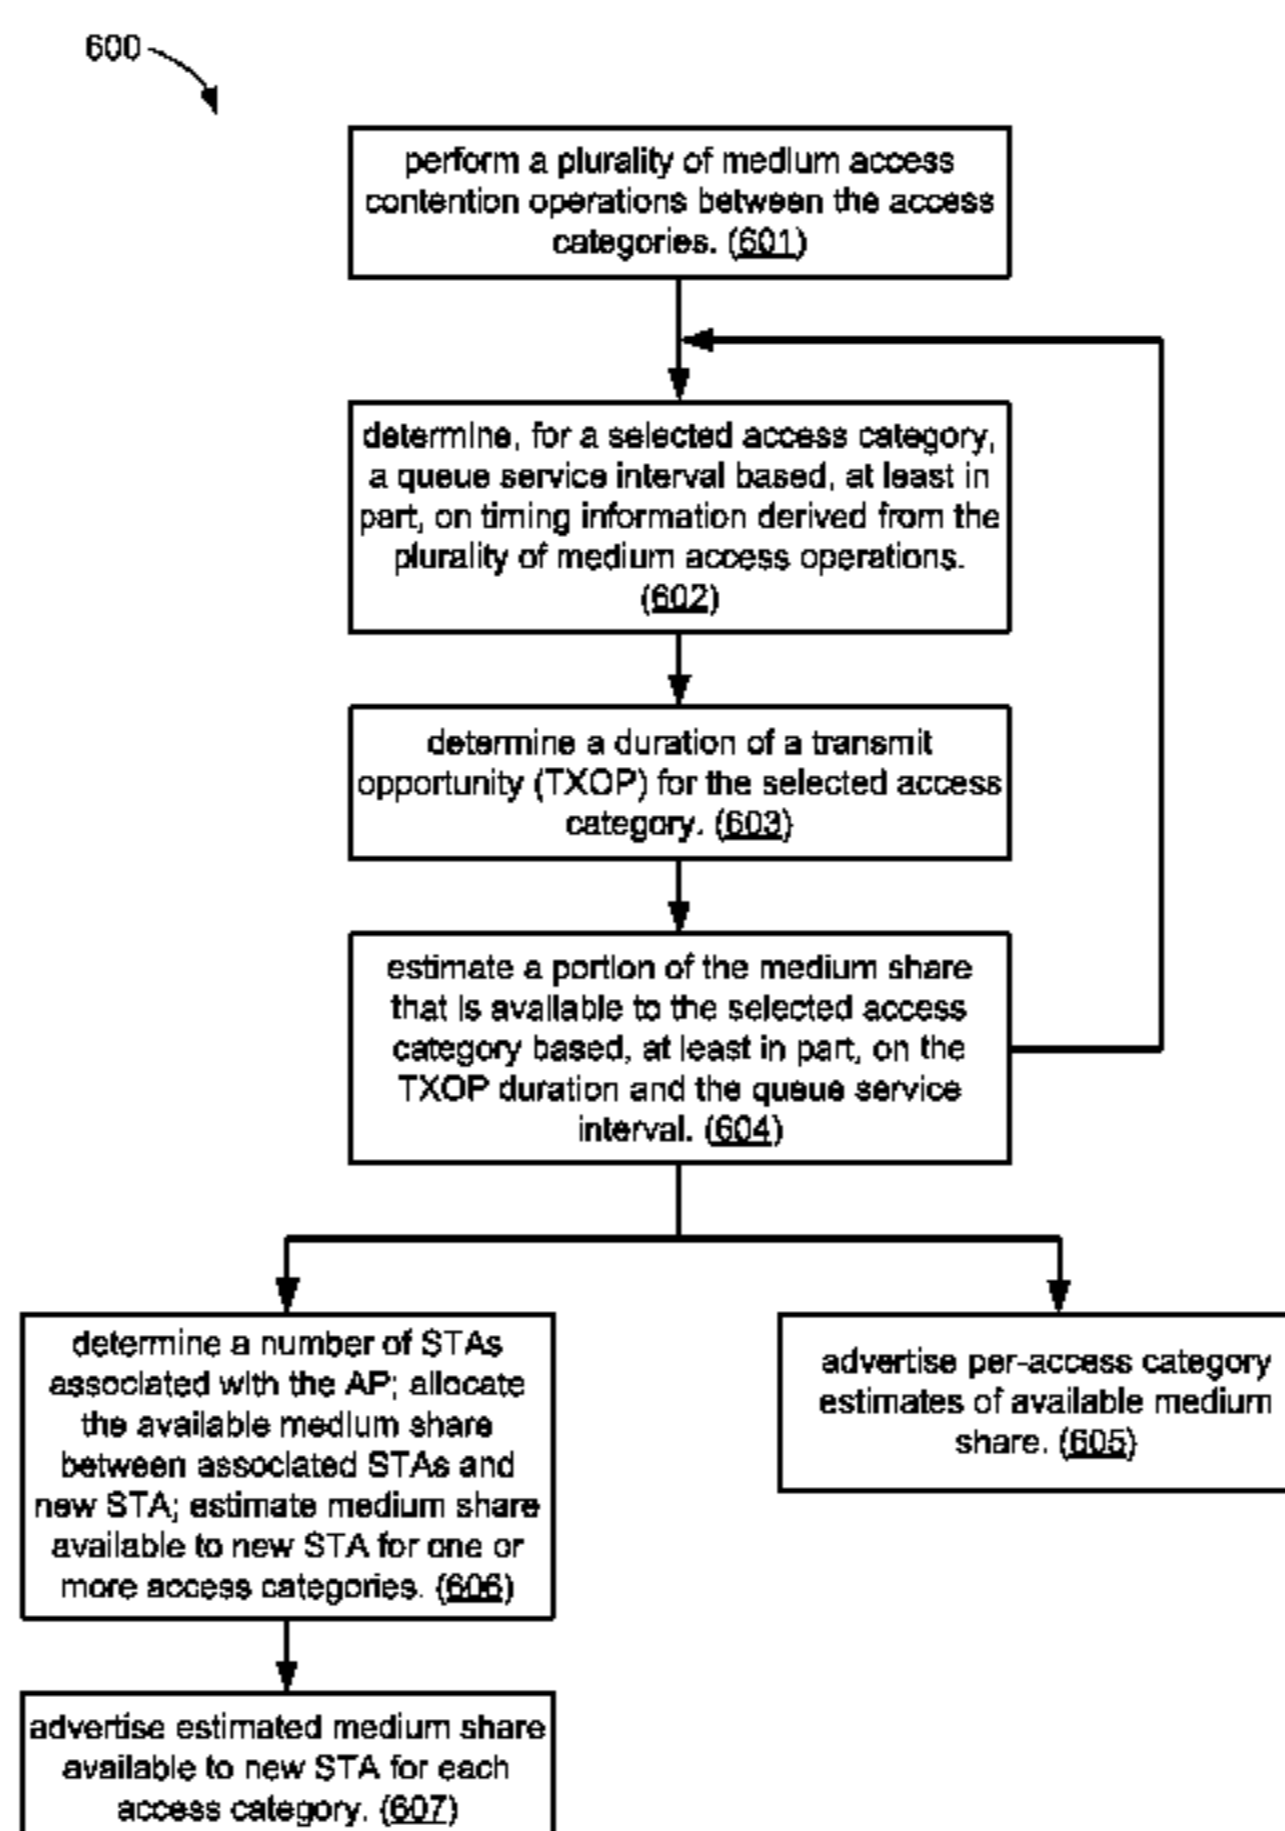 600
perform a plurality of medium access
contention operations between the access
categories. (601)
determine, for a selected access category,
a queue service interval based, at least in
part, on timing information derived from the
plurality of medium access operations.
(602)
determine a duration of a transmit
opportunity (TXOP) for the selected access
category. (603)
estimate a portion of the medium share
that is available to the selected access
category based, at least in part, on the
TXOP duration and the queue service
interval. (604)
determine a number of STAs
associated with the AP; allocate
the available medium share
between associated STAs and
new STA; estimate medium share
available to new STA for one or
more access categories. (606)
advertise per-access category
estimates of available medium
share. (605)
advertise estimated medium share
available to new STA for each
access category. (607)